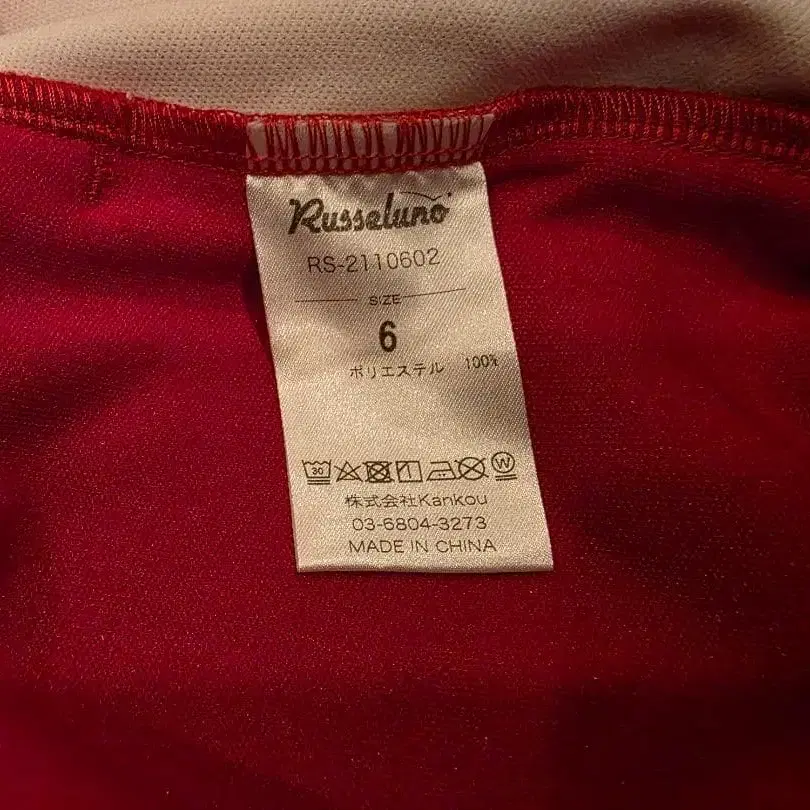 Russeluno
RS-2110602
SIZE
6
ポリエステル 100%
30
W
株式会社Kankou
03-6804-3273
MADE IN CHINA